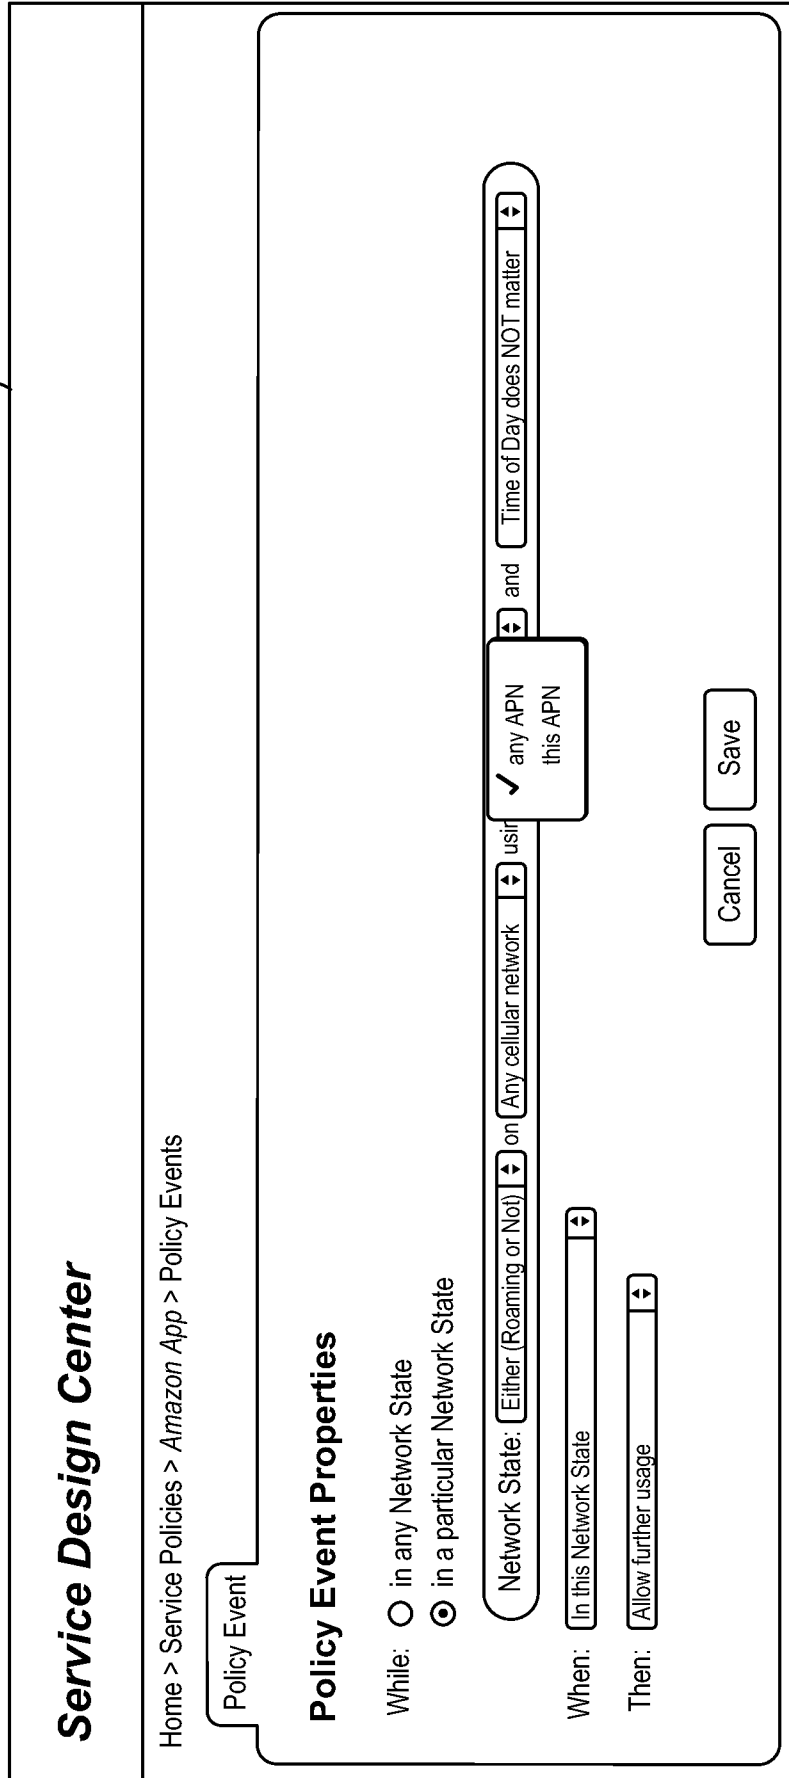 Service Design Center
Home > Service Policies > Amazon App > Policy Events
Policy Event
Policy Event Properties
While: in any Network State
in a particular Network State
Network State: Either (Roaming or Not) on Any cellular network and Time of Day does NOT matter
any APN
this APN
When: In this Network State
Then: Allow further usage
Cancel Save